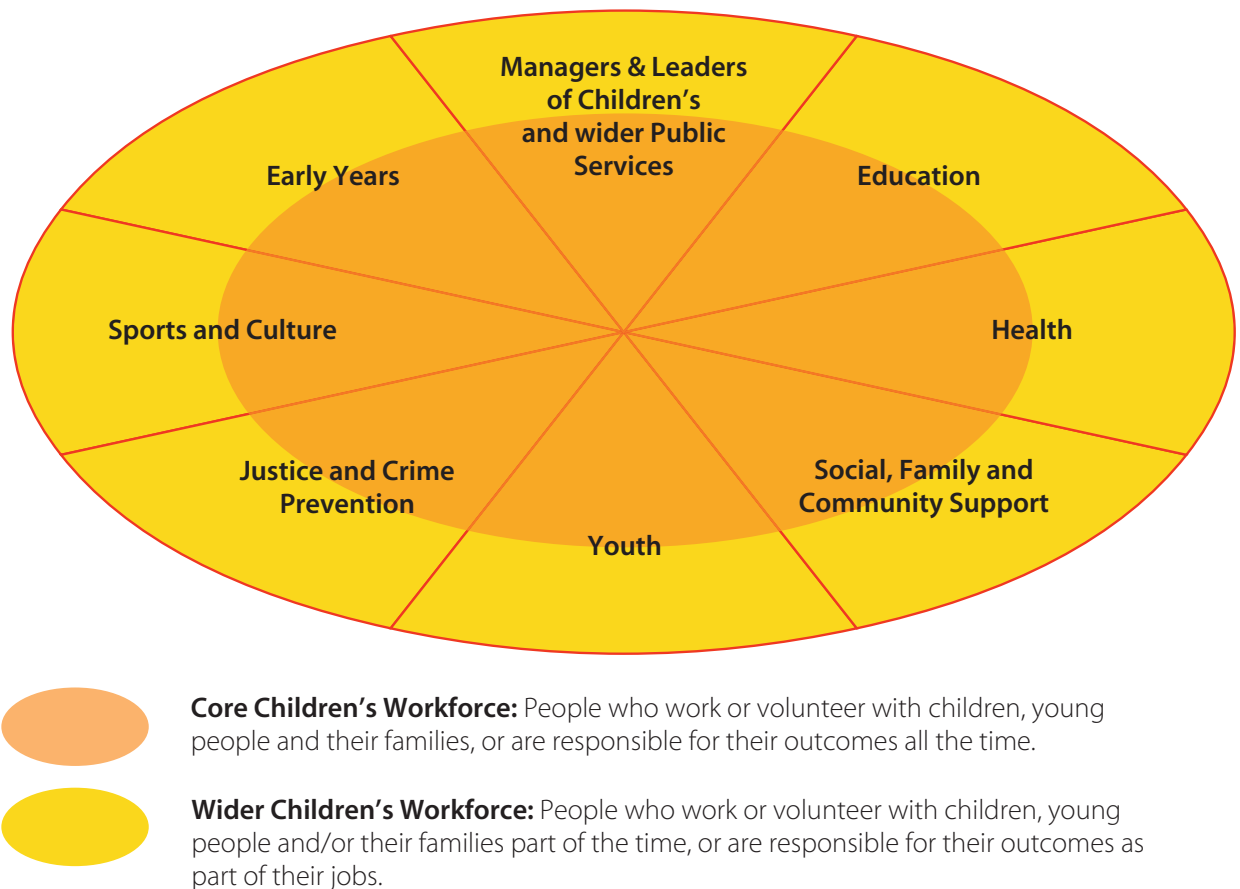 Managers & Leaders
of Children's
and wider Public
Services
Early Years
Education
Sports and Culture
Health
Justice and Crime
Prevention
Social, Family and
Community Support
Youth
Core Children's Workforce: People who work or volunteer with children, young
people and their families, or are responsible for their outcomes all the time.
Wider Children's Workforce: People who work or volunteer with children, young
people and/or their families part of the time, or are responsible for their outcomes as
part of their jobs.